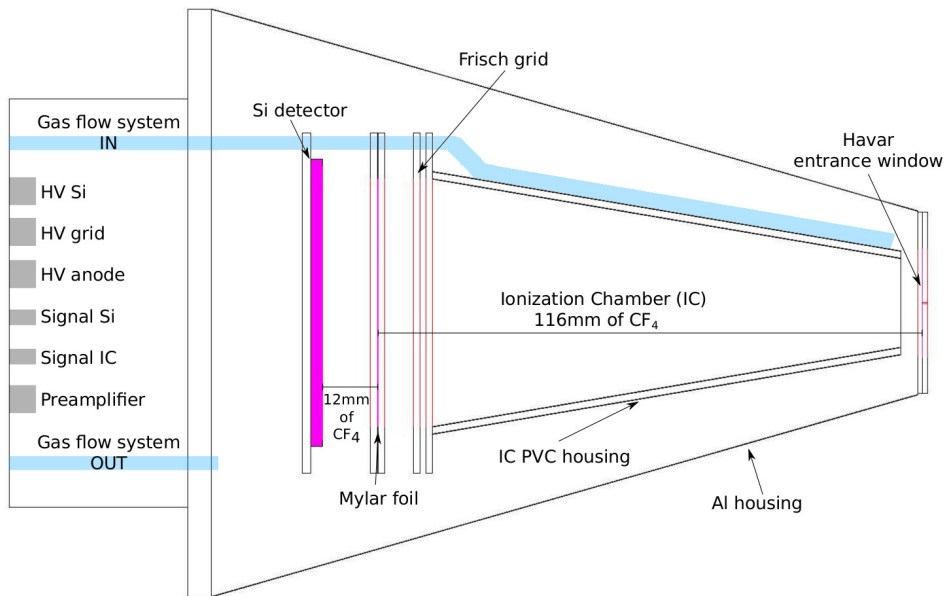 Frisch grid
Si detector
Gas flow system
IN
Havar
entrance window
HV Si
HV grid
HV anode
Signal Si
Signal IC
Preamplifier
Ionization Chamber (IC)
116mm of CF₄
12mm
of
CF₄
Gas flow system
OUT
IC PVC housing
Mylar foil
Al housing